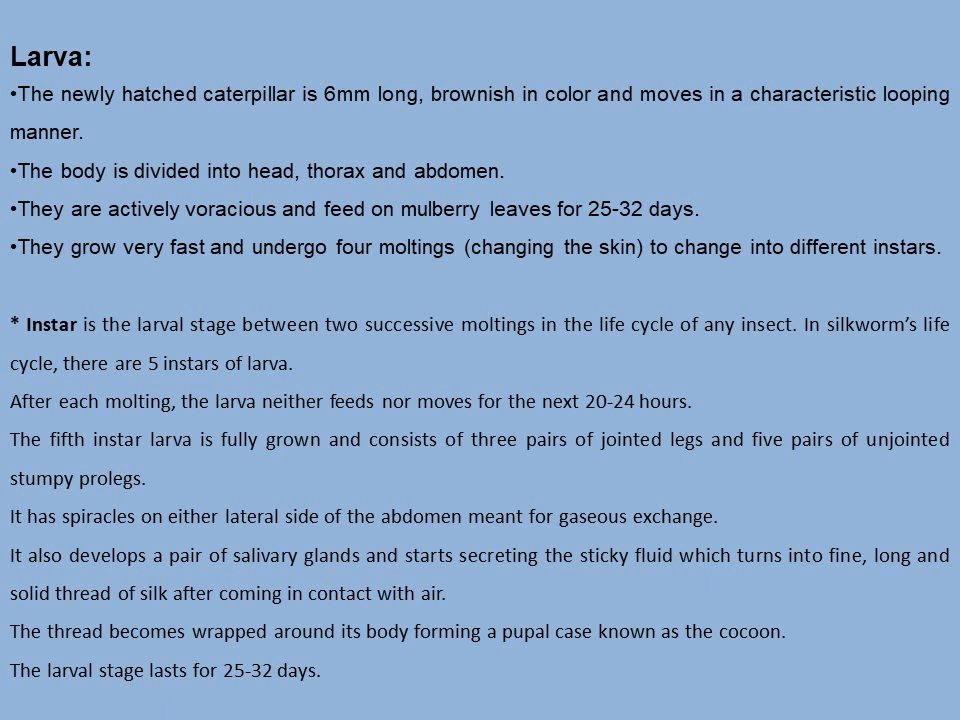 Larva:
•The newly hatched caterpillar is 6mm long, brownish in color and moves in a characteristic looping
manner.
•The body is divided into head, thorax and abdomen.
•They are actively voracious and feed on mulberry leaves for 25-32 days.
•They grow very fast and undergo four moltings (changing the skin) to change into different instars.
* Instar is the larval stage between two successive moltings in the life cycle of any insect. In silkworm’s life
cycle, there are 5 instars of larva.
After each molting, the larva neither feeds nor moves for the next 20-24 hours.
The fifth instar larva is fully grown and consists of three pairs of jointed legs and five pairs of unjointed
stumpy prolegs.
It has spiracles on either lateral side of the abdomen meant for gaseous exchange.
It also develops a pair of salivary glands and starts secreting the sticky fluid which turns into fine, long and
solid thread of silk after coming in contact with air.
The thread becomes wrapped around its body forming a pupal case known as the cocoon.
The larval stage lasts for 25-32 days.